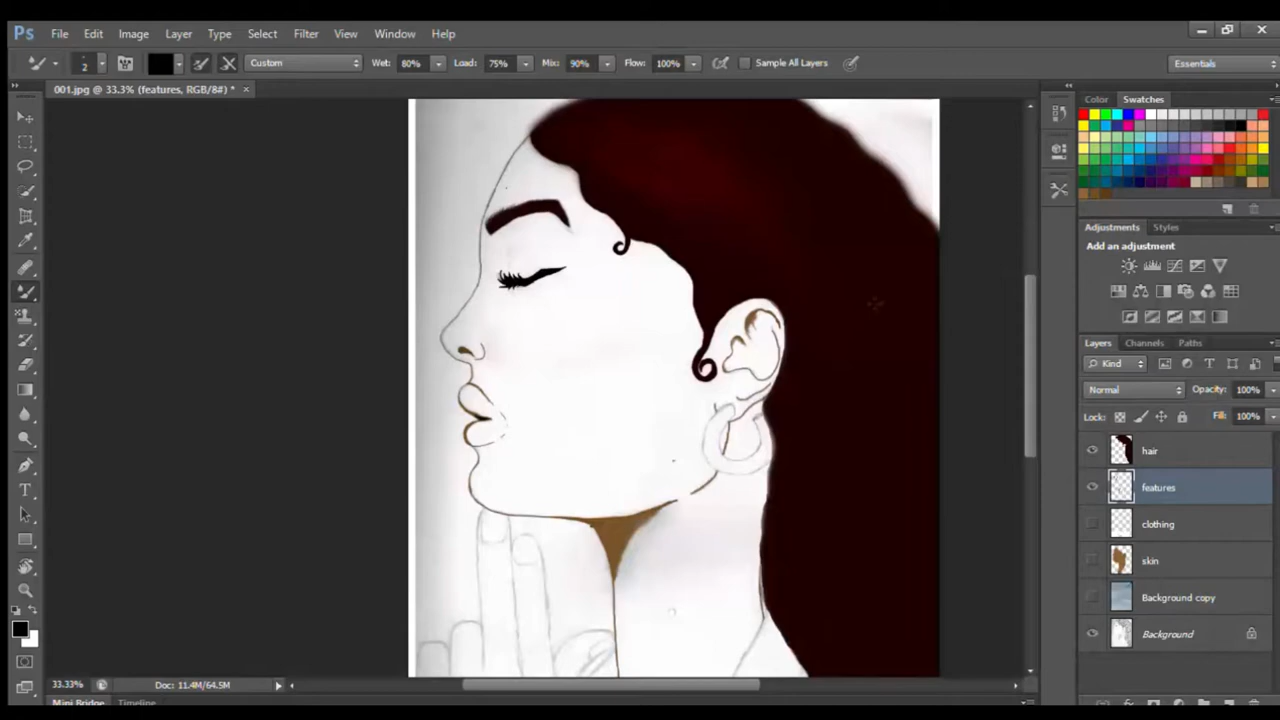 Ps File Edit Image Layer Type Select Filter View Window Help
2 Custom Wet: 80% Load: 75% Mix: 90% Flow: 100% Sample All Layers Essentials
001.jpg @ 33.3% (features, RGB/8#) * ×
Color Swatches
Adjustments Styles
Add an adjustment
Layers Channels Paths
Kind
Normal Opacity: 100%
Lock: Fill: 100%
hair
features
clothing
skin
Background copy
Background
33.33% Doc: 11.4M/64.5M
Mini Bridge Timeline